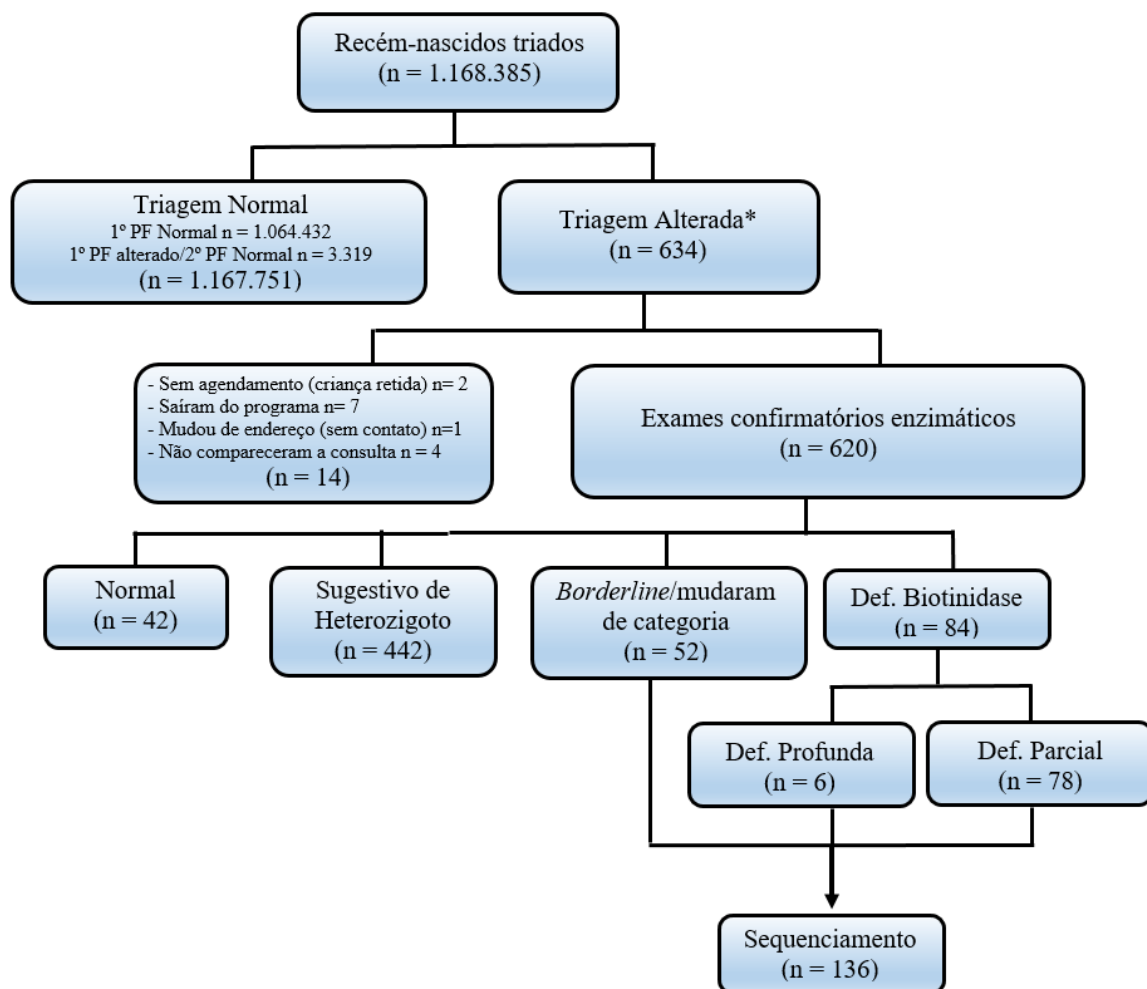 Recém-nascidos triados
(n = 1.168.385)
Triagem Normal
1º PF Normal n = 1.064.432
1º PF alterado/2º PF Normal n = 3.319
(n = 1.167.751)
Triagem Alterada*
(n = 634)
- Sem agendamento (criança retida) n= 2
- Saíram do programa n= 7
- Mudou de endereço (sem contato) n=1
- Não compareceram a consulta n = 4
(n = 14)
Exames confirmatórios enzimáticos
(n = 620)
Normal
(n = 42)
Sugestivo de
Heterozigoto
(n = 442)
Borderline/mudaram
de categoria
(n = 52)
Def. Biotinidase
(n = 84)
Def. Profunda
(n = 6)
Def. Parcial
(n = 78)
Sequenciamento
(n = 136)